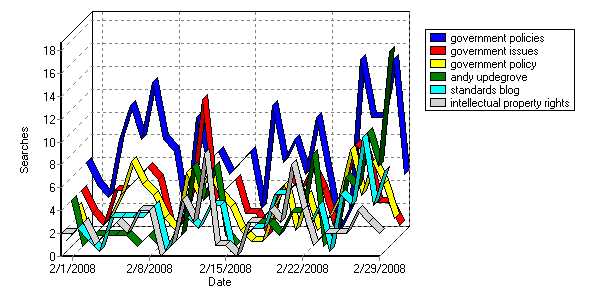 18
16
14
12
10
8
6
4
2
0
Searches
2/1/2008
2/8/2008
2/15/2008
2/22/2008
2/29/2008
Date
government policies
government issues
government policy
andy updegrove
standards blog
intellectual property rights